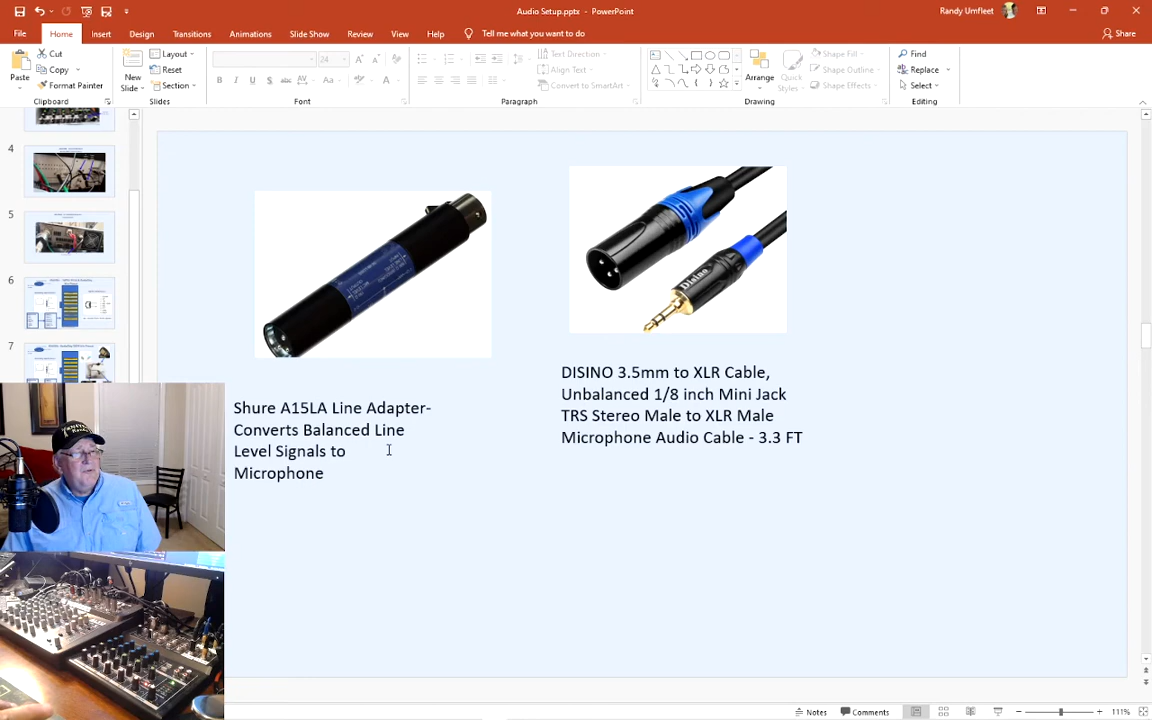 Audio Setup.pptx - PowerPoint
Randy Umfleet
File Home Insert Design Transitions Animations Slide Show Review View Help Tell me what you want to do Share
Paste
Cut
Copy
Format Painter
Clipboard
New
Slide
Layout
Reset
Section
Slides
24
B I U S abc AV Aa A
Font
Text Direction
Align Text
Convert to SmartArt
Paragraph
Arrange
Quick
Styles
Shape Fill
Shape Outline
Shape Effects
Drawing
Find
Replace
Select
Editing
4
5
6
7
Disino
Shure A15LA Line Adapter-
Converts Balanced Line
Level Signals to
Microphone
DISINO 3.5mm to XLR Cable,
Unbalanced 1/8 inch Mini Jack
TRS Stereo Male to XLR Male
Microphone Audio Cable - 3.3 FT
Notes Comments 111%